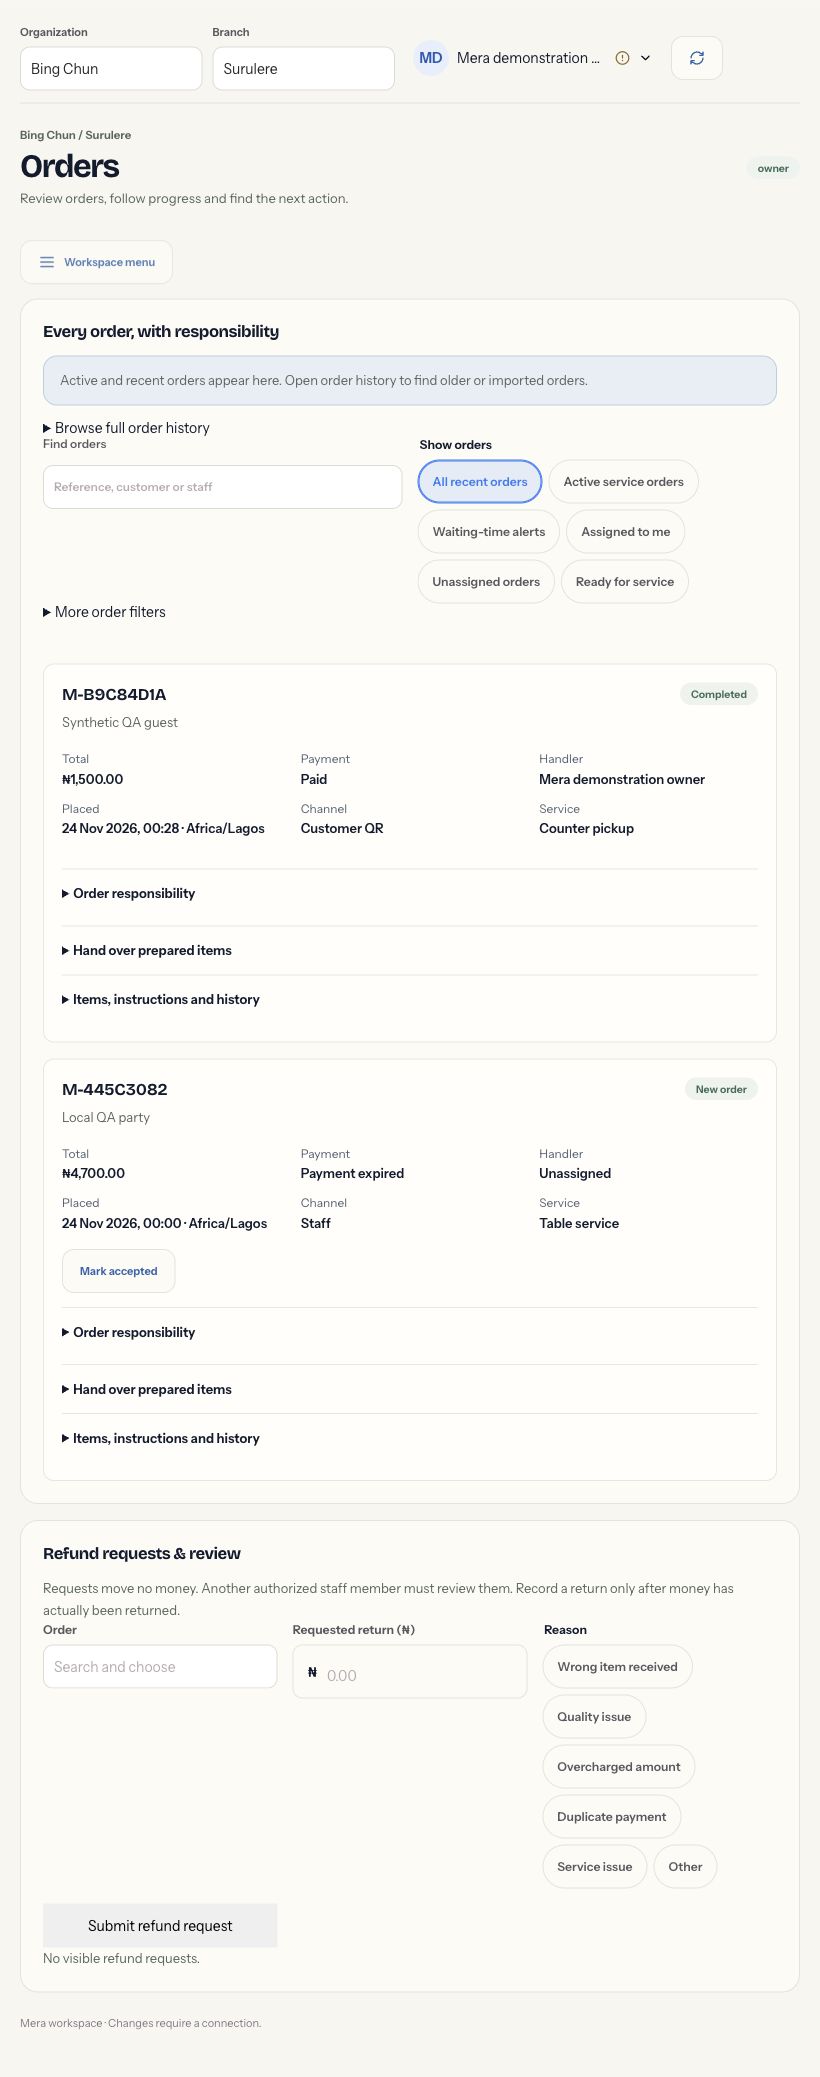 Organization
Branch
Bing Chun
Surulere
MD
Mera demonstration ...
Bing Chun / Surulere
Orders
owner
Review orders, follow progress and find the next action.
Workspace menu
Every order, with responsibility
Active and recent orders appear here. Open order history to find older or imported orders.
Browse full order history
Find orders
Reference, customer or staff
Show orders
All recent orders
Active service orders
Waiting-time alerts
Assigned to me
Unassigned orders
Ready for service
More order filters
M-B9C84D1A
Completed
Synthetic QA guest
Total
Payment
Handler
₦1,500.00
Paid
Mera demonstration owner
Placed
Channel
Service
24 Nov 2026, 00:28 · Africa/Lagos
Customer QR
Counter pickup
Order responsibility
Hand over prepared items
Items, instructions and history
M-445C3082
New order
Local QA party
Total
Payment
Handler
₦4,700.00
Payment expired
Unassigned
Placed
Channel
Service
24 Nov 2026, 00:00 · Africa/Lagos
Staff
Table service
Mark accepted
Order responsibility
Hand over prepared items
Items, instructions and history
Refund requests & review
Requests move no money. Another authorized staff member must review them. Record a return only after money has
actually been returned.
Order
Search and choose
Requested return (₦)
₦ 0.00
Reason
Wrong item received
Quality issue
Overcharged amount
Duplicate payment
Service issue
Other
Submit refund request
No visible refund requests.
Mera workspace · Changes require a connection.